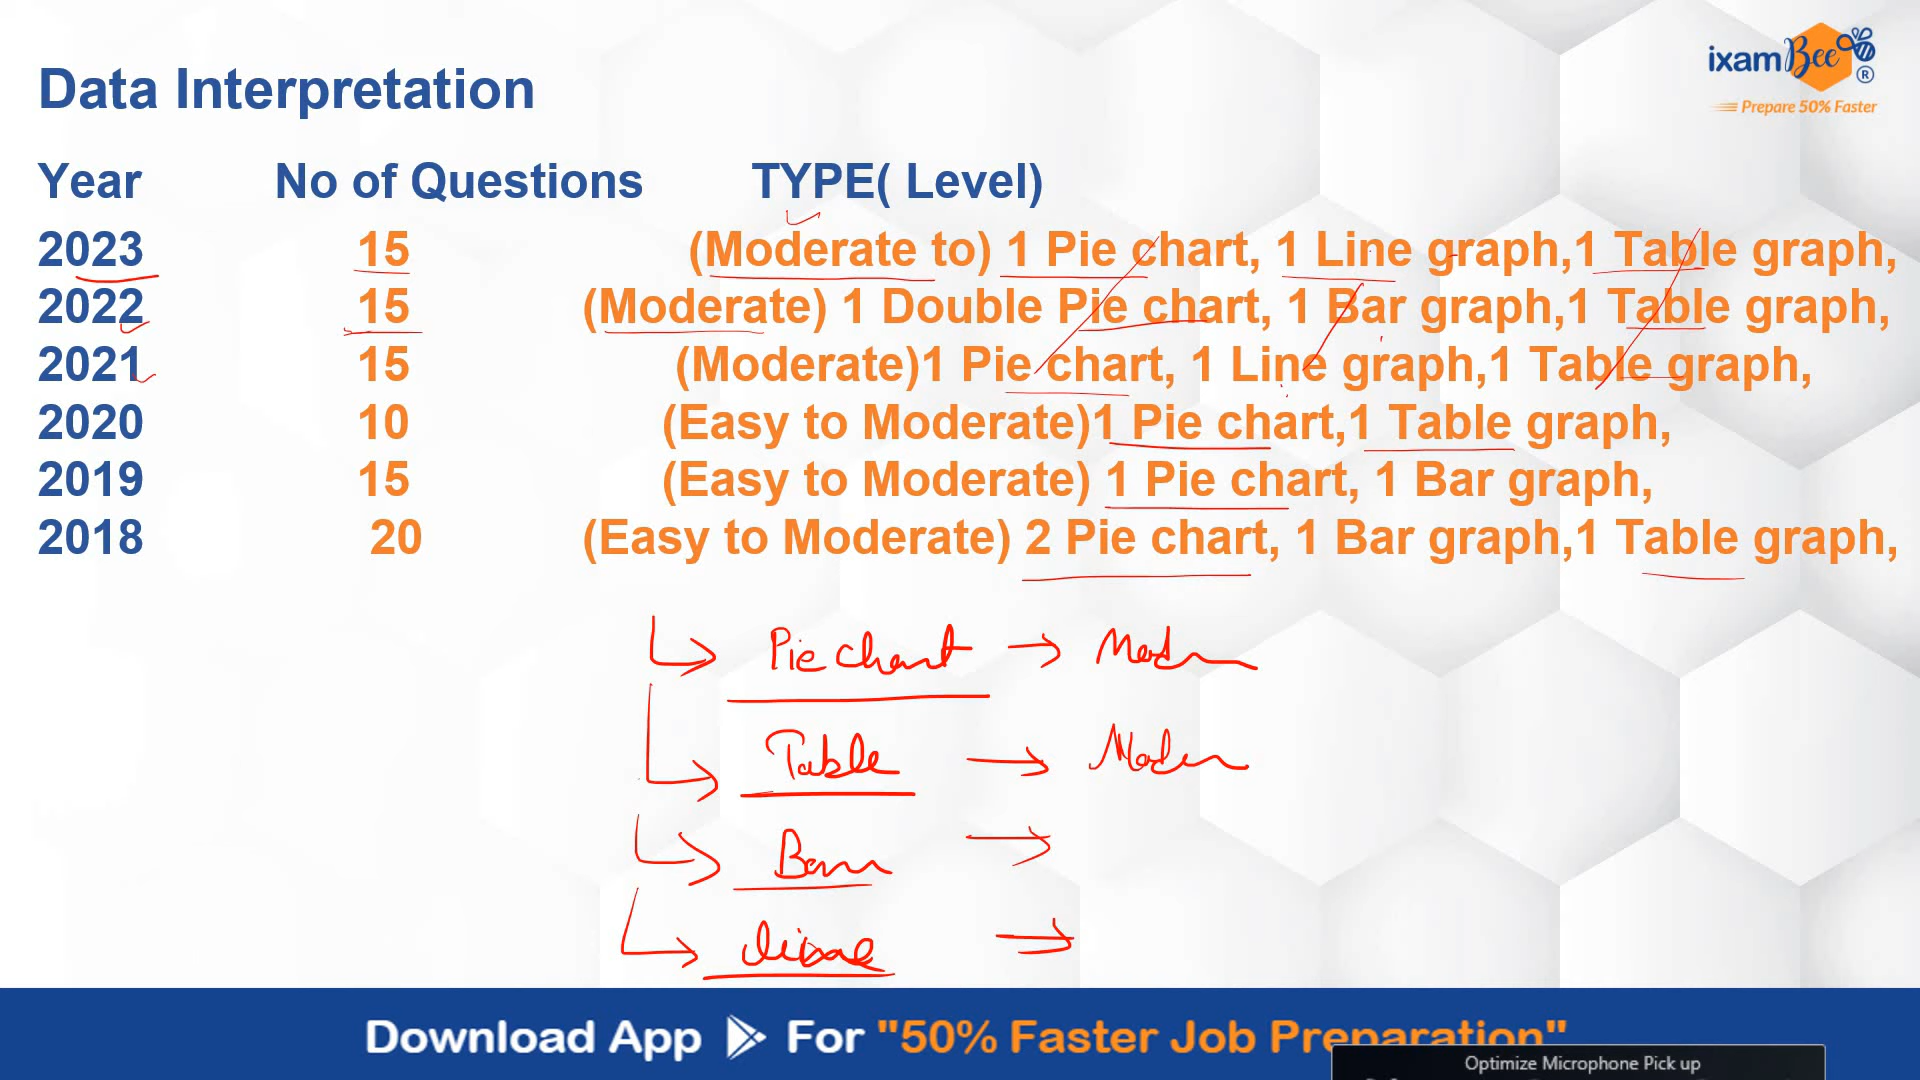 ixamBee®
Prepare 50% Faster
Data Interpretation
Year No of Questions TYPE( Level)
2023 15 (Moderate to) 1 Pie chart, 1 Line graph,1 Table graph,
2022 15 (Moderate) 1 Double Pie chart, 1 Bar graph,1 Table graph,
2021 15 (Moderate)1 Pie chart, 1 Line graph,1 Table graph,
2020 10 (Easy to Moderate)1 Pie chart,1 Table graph,
2019 15 (Easy to Moderate) 1 Pie chart, 1 Bar graph,
2018 20 (Easy to Moderate) 2 Pie chart, 1 Bar graph,1 Table graph,
Pie chart →
Table →
→
→
Download App For "50% Faster Job Preparation"
Optimize Microphone Pick up